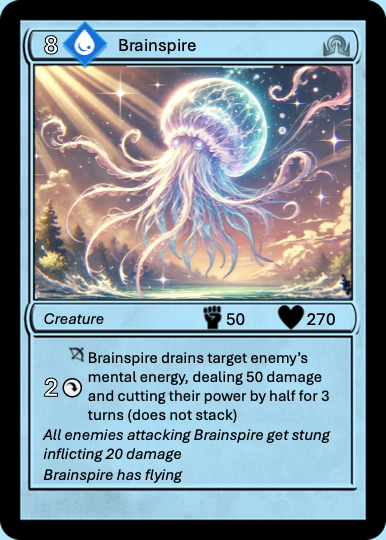 8 Brainspire
Creature 50 270
Brainspire drains target enemy's
mental energy, dealing 50 damage
2 and cutting their power by half for 3
turns (does not stack)
All enemies attacking Brainspire get stung
inflicting 20 damage
Brainspire has flying